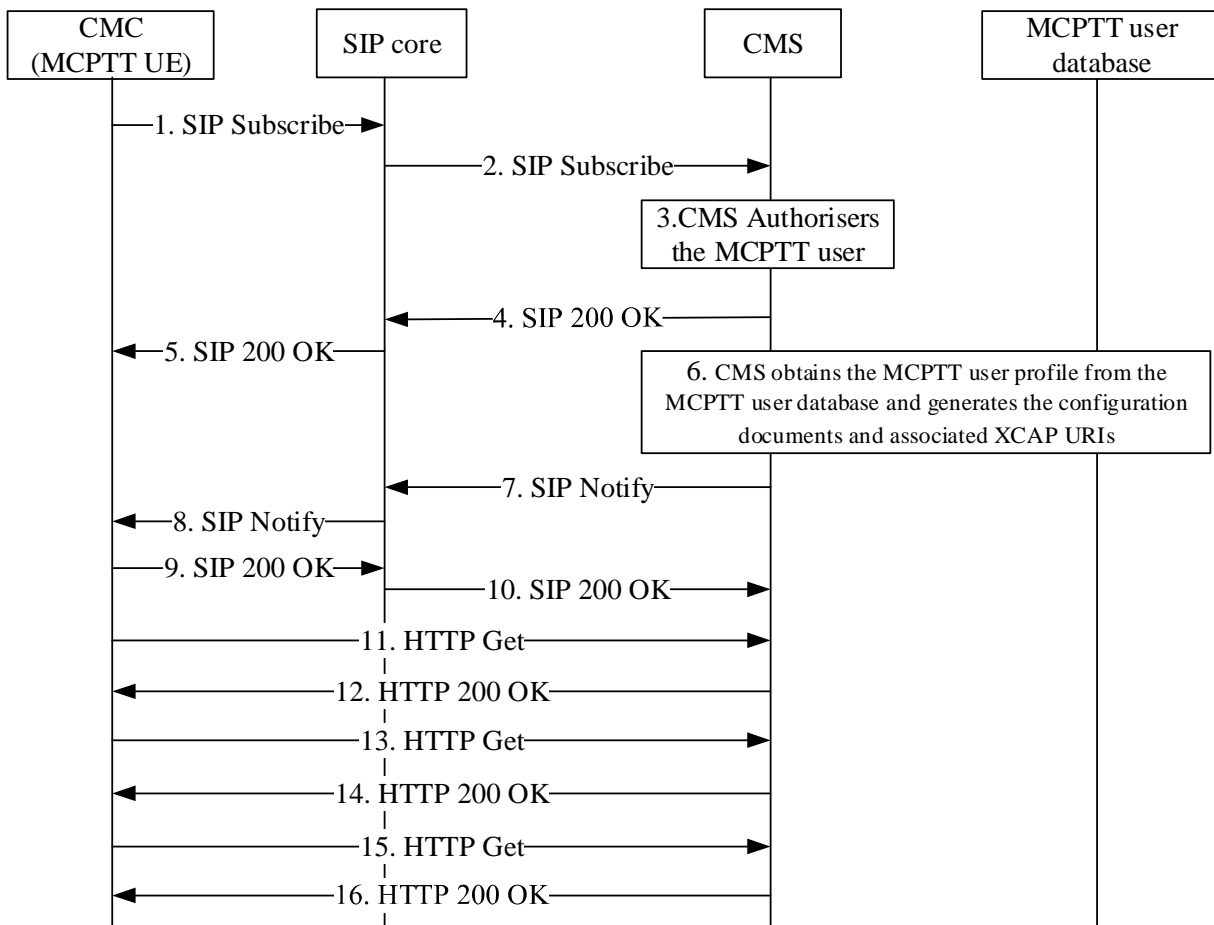 CMC
(MCPTT UE)
SIP core
CMS
MCPTT user
database
1. SIP Subscribe
2. SIP Subscribe
3.CMS Authorisers
the MCPTT user
4. SIP 200 OK
5. SIP 200 OK
6. CMS obtains the MCPTT user profile from the
MCPTT user database and generates the configuration
documents and associated XCAP URIs
7. SIP Notify
8. SIP Notify
9. SIP 200 OK
10. SIP 200 OK
11. HTTP Get
12. HTTP 200 OK
13. HTTP Get
14. HTTP 200 OK
15. HTTP Get
16. HTTP 200 OK